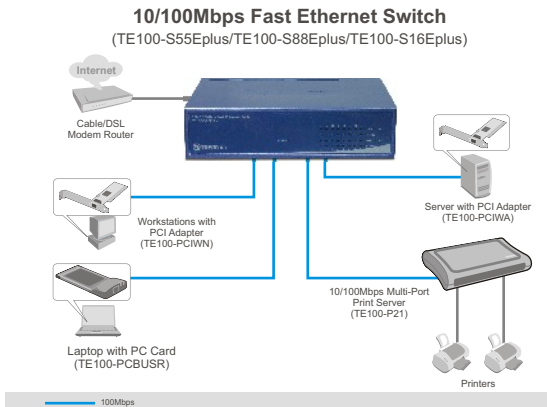 10/100Mbps Fast Ethernet Switch
(TE100-S55Eplus/TE100-S88Eplus/TE100-S16Eplus)
Internet
Cable/DSL
Modem Router
Workstations with
PCI Adapter
(TE100-PCIWN)
Server with PCI Adapter
(TE100-PCIWA)
10/100Mbps Multi-Port
Print Server
(TE100-P21)
Laptop with PC Card
(TE100-PCBUSR)
Printers
100Mbps